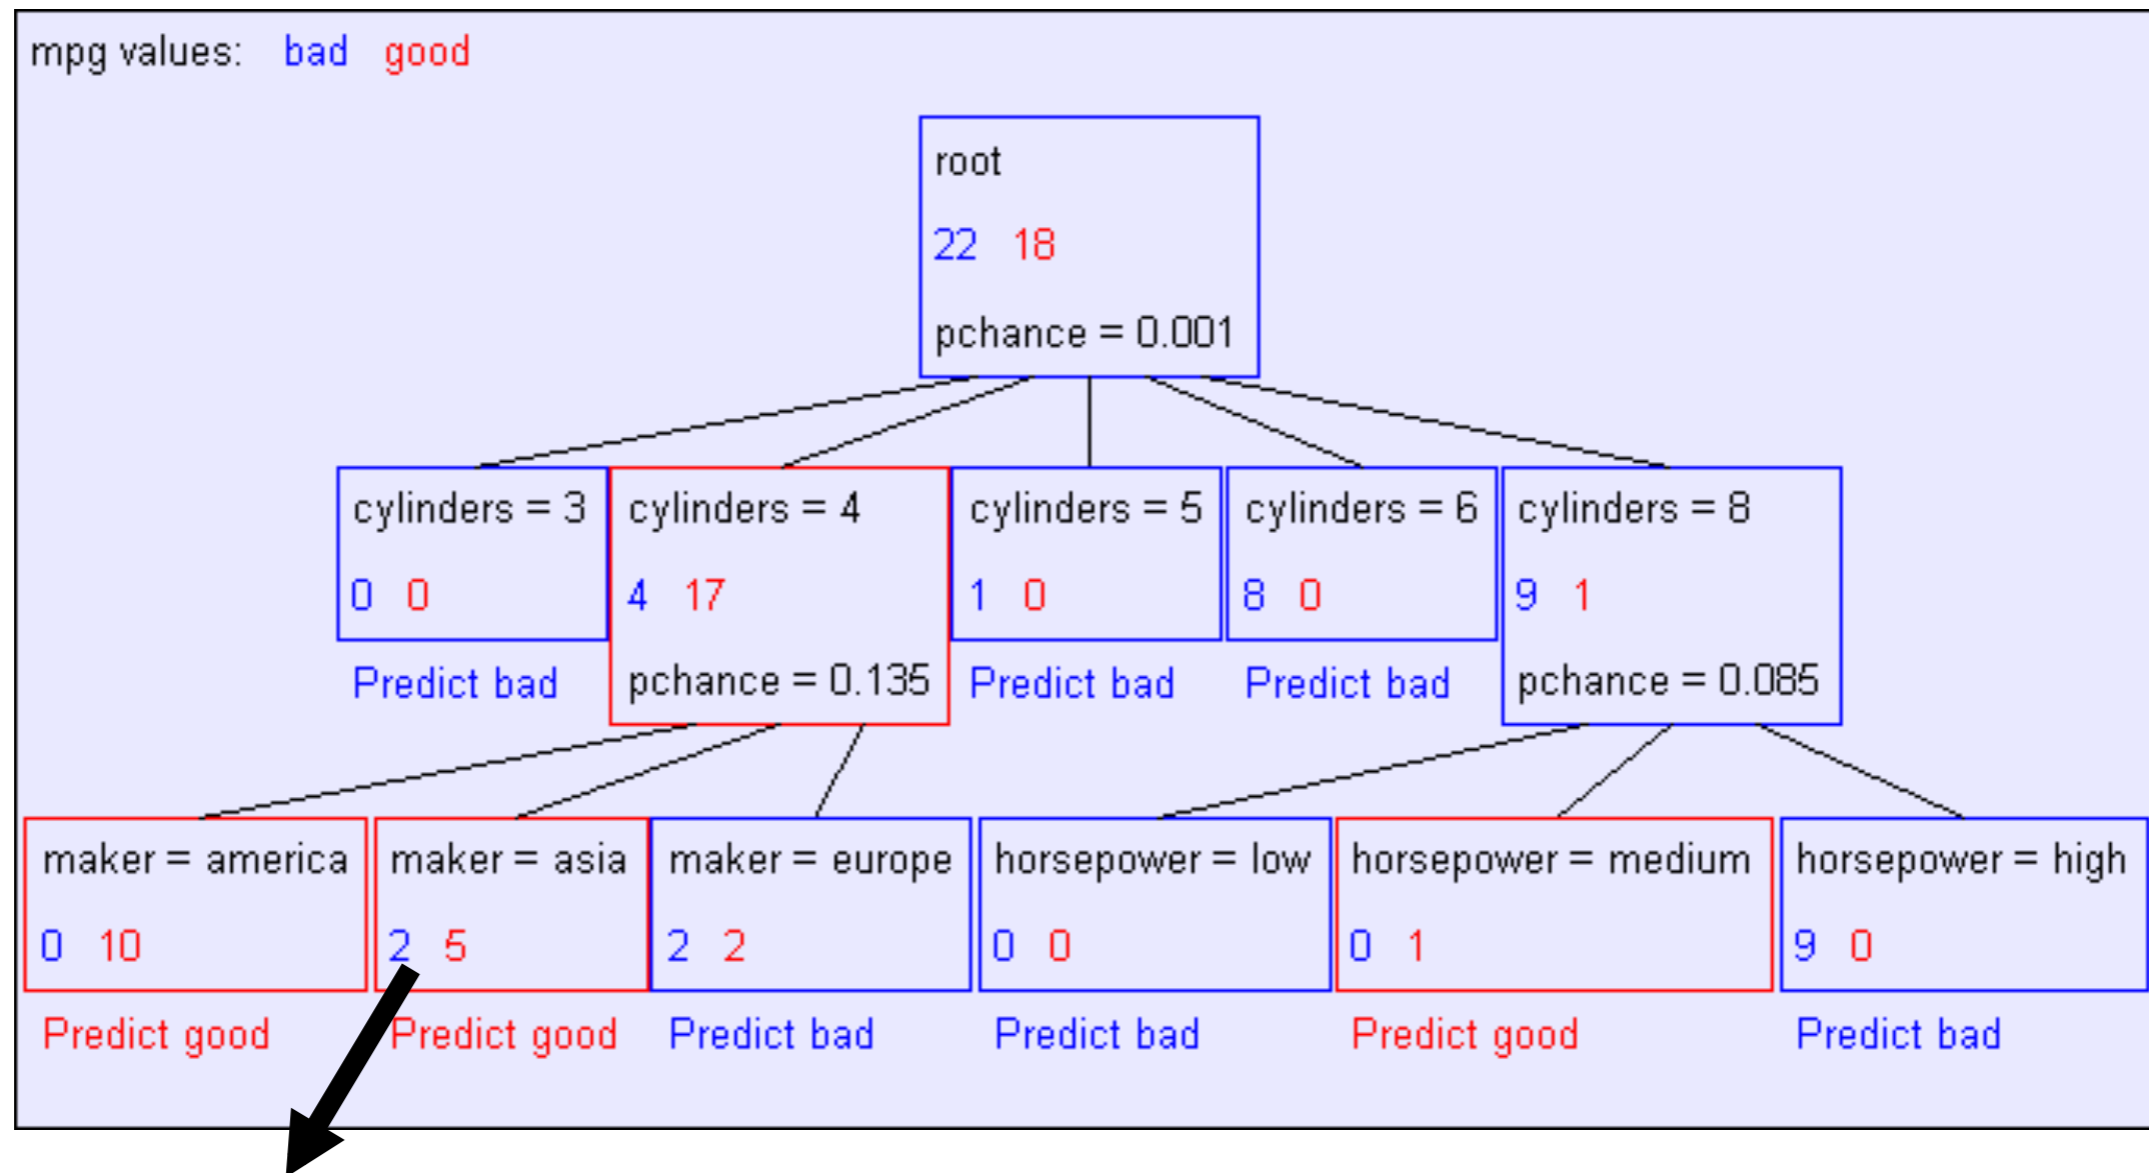 mpg values: bad good
root
22 18
pchance = 0.001
cylinders = 3
0 0
Predict bad
cylinders = 4
4 17
pchance = 0.135
cylinders = 5
1 0
Predict bad
cylinders = 6
8 0
Predict bad
cylinders = 8
9 1
pchance = 0.085
maker = america
0 10
Predict good
maker = asia
2 5
Predict good
maker = europe
2 2
Predict bad
horsepower = low
0 0
Predict bad
horsepower = medium
0 1
Predict good
horsepower = high
9 0
Predict bad